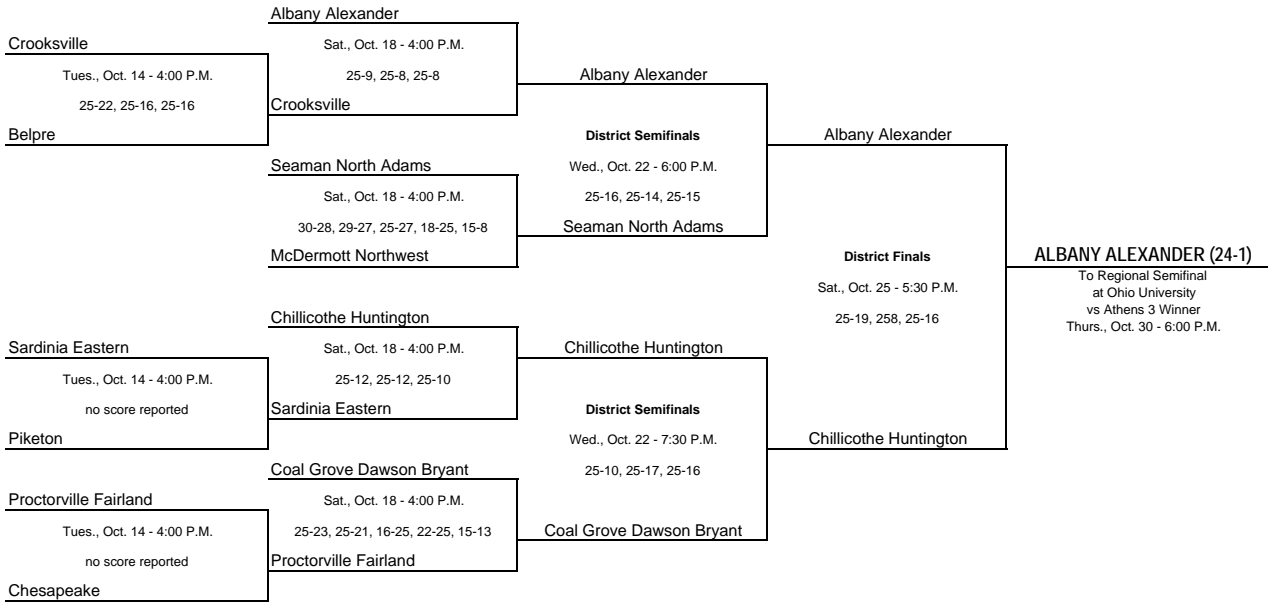 Albany Alexander
Crooksville
Sat., Oct. 18 - 4:00 P.M.
Tues., Oct. 14 - 4:00 P.M.
25-9, 25-8, 25-8
Albany Alexander
25-22, 25-16, 25-16
Crooksville
Belpre
District Semifinals
Albany Alexander
Seaman North Adams
Wed., Oct. 22 - 6:00 P.M.
Sat., Oct. 18 - 4:00 P.M.
25-16, 25-14, 25-15
30-28, 29-27, 25-27, 18-25, 15-8
Seaman North Adams
McDermott Northwest
District Finals
ALBANY ALEXANDER (24-1)
To Regional Semifinal
at Ohio University
vs Athens 3 Winner
Thurs., Oct. 30 - 6:00 P.M.
Sat., Oct. 25 - 5:30 P.M.
25-19, 258, 25-16
Chillicothe Huntington
Sardinia Eastern
Sat., Oct. 18 - 4:00 P.M.
Chillicothe Huntington
Tues., Oct. 14 - 4:00 P.M.
25-12, 25-12, 25-10
no score reported
Sardinia Eastern
District Semifinals
Piketon
Wed., Oct. 22 - 7:30 P.M.
Chillicothe Huntington
Coal Grove Dawson Bryant
25-10, 25-17, 25-16
Proctorville Fairland
Sat., Oct. 18 - 4:00 P.M.
Tues., Oct. 14 - 4:00 P.M.
25-23, 25-21, 16-25, 22-25, 15-13
Coal Grove Dawson Bryant
no score reported
Proctorville Fairland
Chesapeake